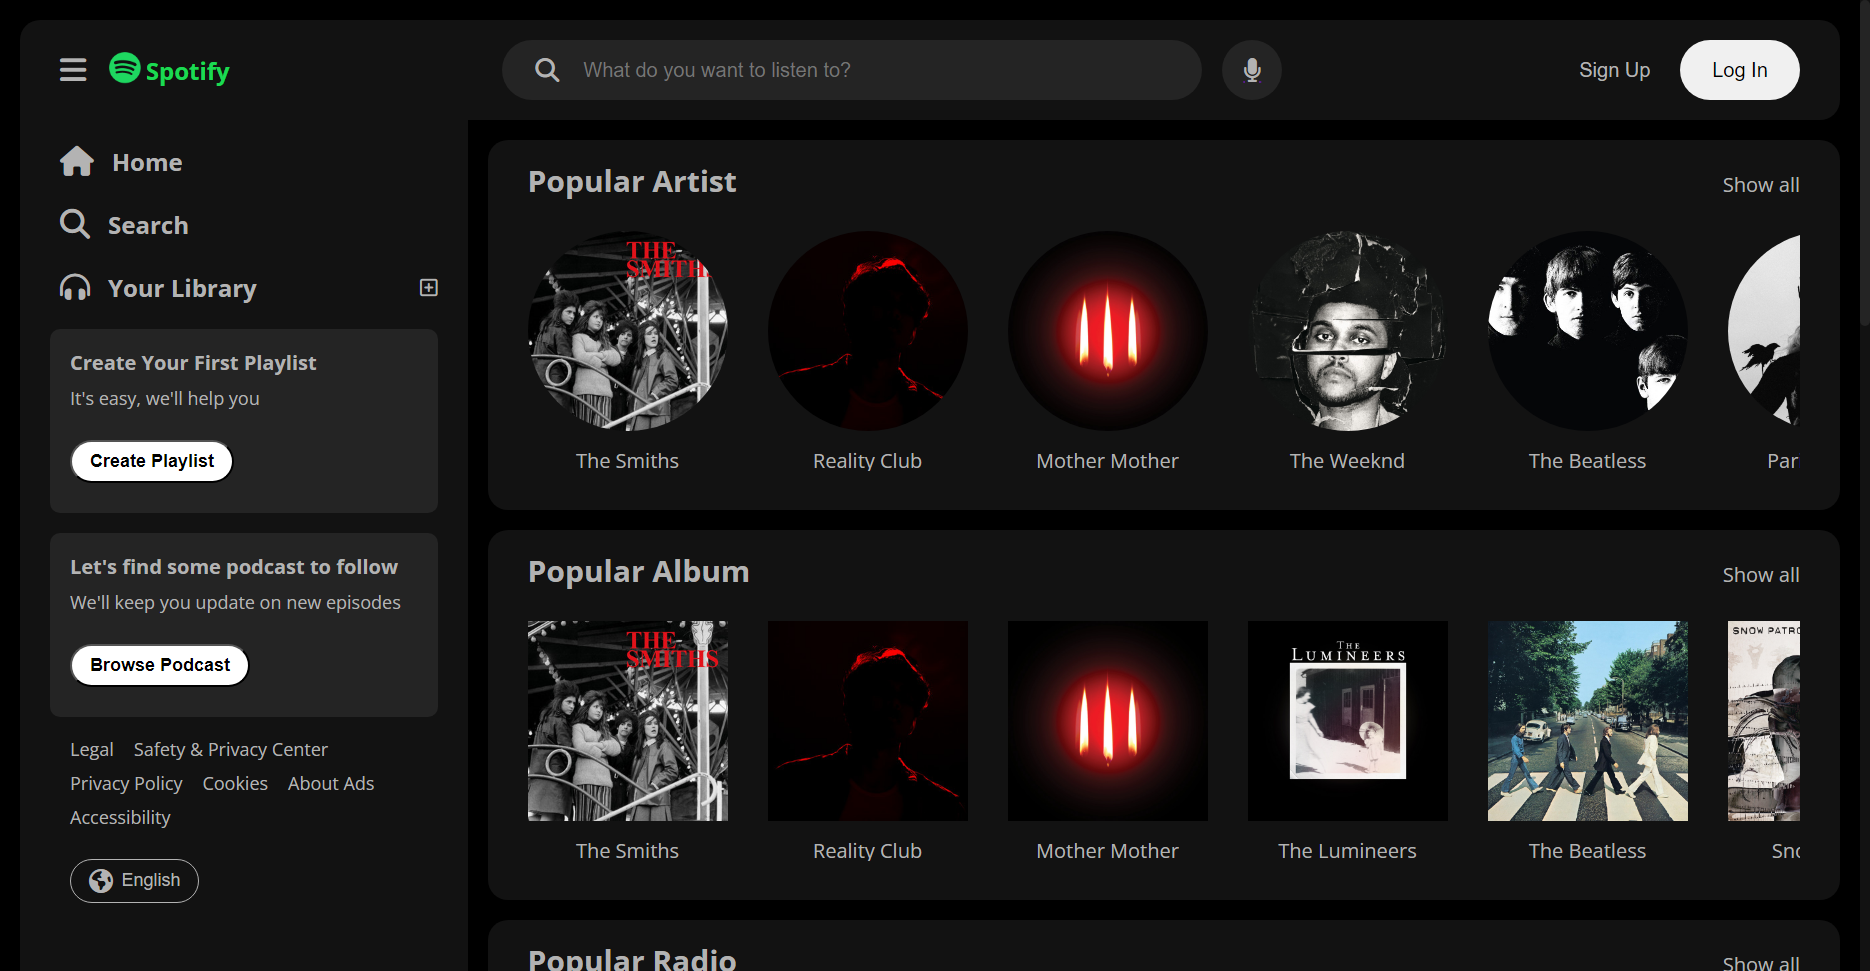 Spotify
What do you want to listen to?
Sign Up
Log In
Home
Search
Your Library
Create Your First Playlist
It's easy, we'll help you
Create Playlist
Let's find some podcast to follow
We'll keep you update on new episodes
Browse Podcast
Legal Safety & Privacy Center
Privacy Policy Cookies About Ads
Accessibility
English
Popular Artist
Show all
THE
SMITHS
The Smiths
Reality Club
Mother Mother
The Weeknd
The Beatless
Par
Popular Album
Show all
THE
SMITHS
THE
LUMINEERS
SNOW PATRO
The Smiths
Reality Club
Mother Mother
The Lumineers
The Beatless
Sno
Popular Radio
Show all